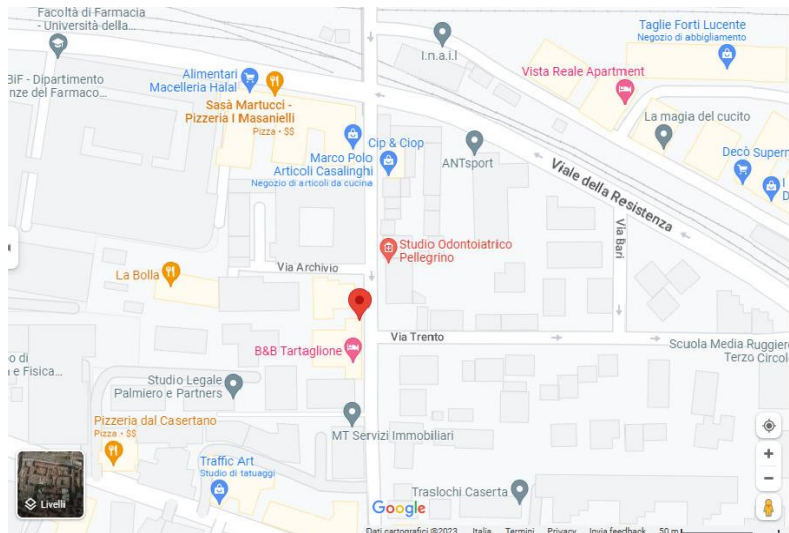 Facoltà di Farmacia
- Università della...
I.n.a.i.l
Taglie Forti Lucente
Negozio di abbigliamento
BiF - Dipartimento
nze del Farmaco...
Alimentari
Macelleria Halal
Sasà Martucci -
Pizzeria I Masanielli
Pizza • $$
Vista Reale Apartment
La magia del cucito
Cip & Ciop
Marco Polo
Articoli Casalinghi
Negozio di articoli da cucina
ANTsport
Decò Superm
I
D
Viale della Resistenza
Via Bari
Studio Odontoiatrico
Pellegrino
Via Archivio
La Bolla
Via Trento
B&B Tartaglione
Scuola Media Ruggier
Terzo Circol
o di
a e Fisica...
Studio Legale
Palmiero e Partners
Pizzeria dal Casertano
Pizza • $$
MT Servizi Immobiliari
Traffic Art
Studio di tatuaggi
Traslochi Caserta
Livelli
Google
Dati cartografici ©2023 Italia Termini Privacy Invia feedback 50 m